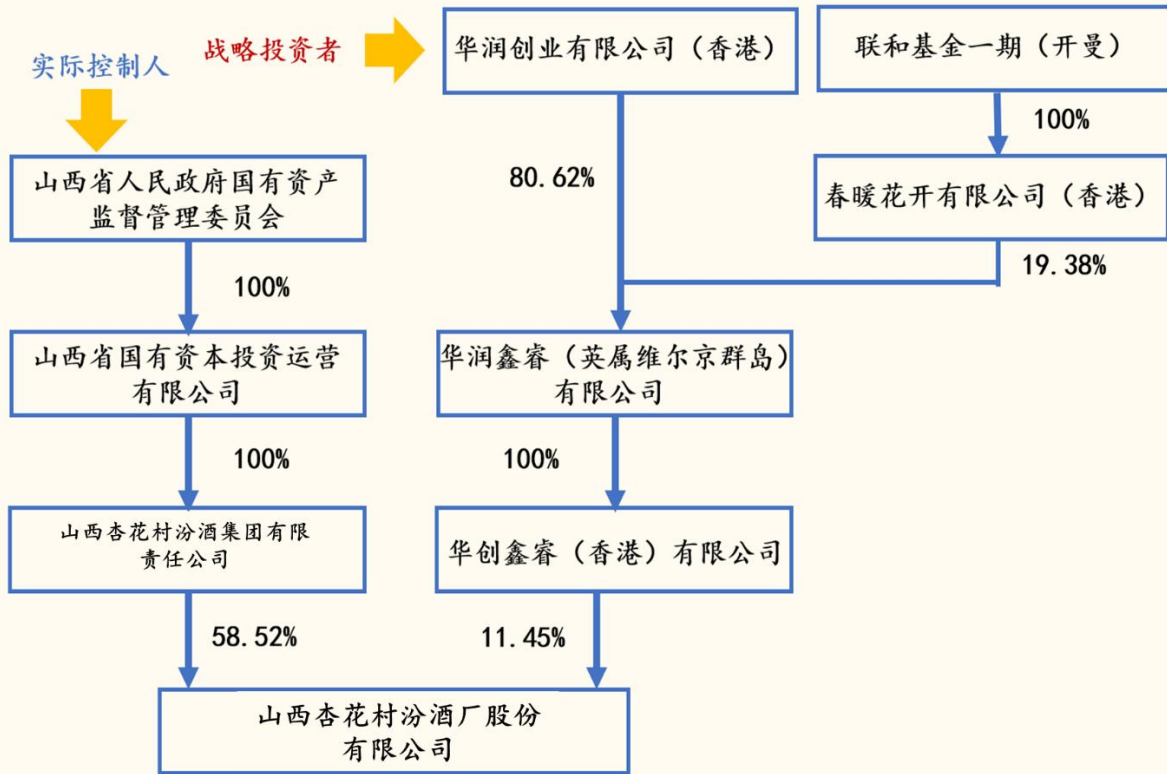 战略投资者
华润创业有限公司（香港）
联和基金一期（开曼）
实际控制人
100%
山西省人民政府国有资产
监督管理委员会
80.62%
春暖花开有限公司（香港）
19.38%
100%
山西省国有资本投资运营
有限公司
华润鑫睿（英属维尔京群岛）
有限公司
100%
100%
山西杏花村汾酒集团有限
责任公司
华创鑫睿（香港）有限公司
58.52%
11.45%
山西杏花村汾酒厂股份
有限公司